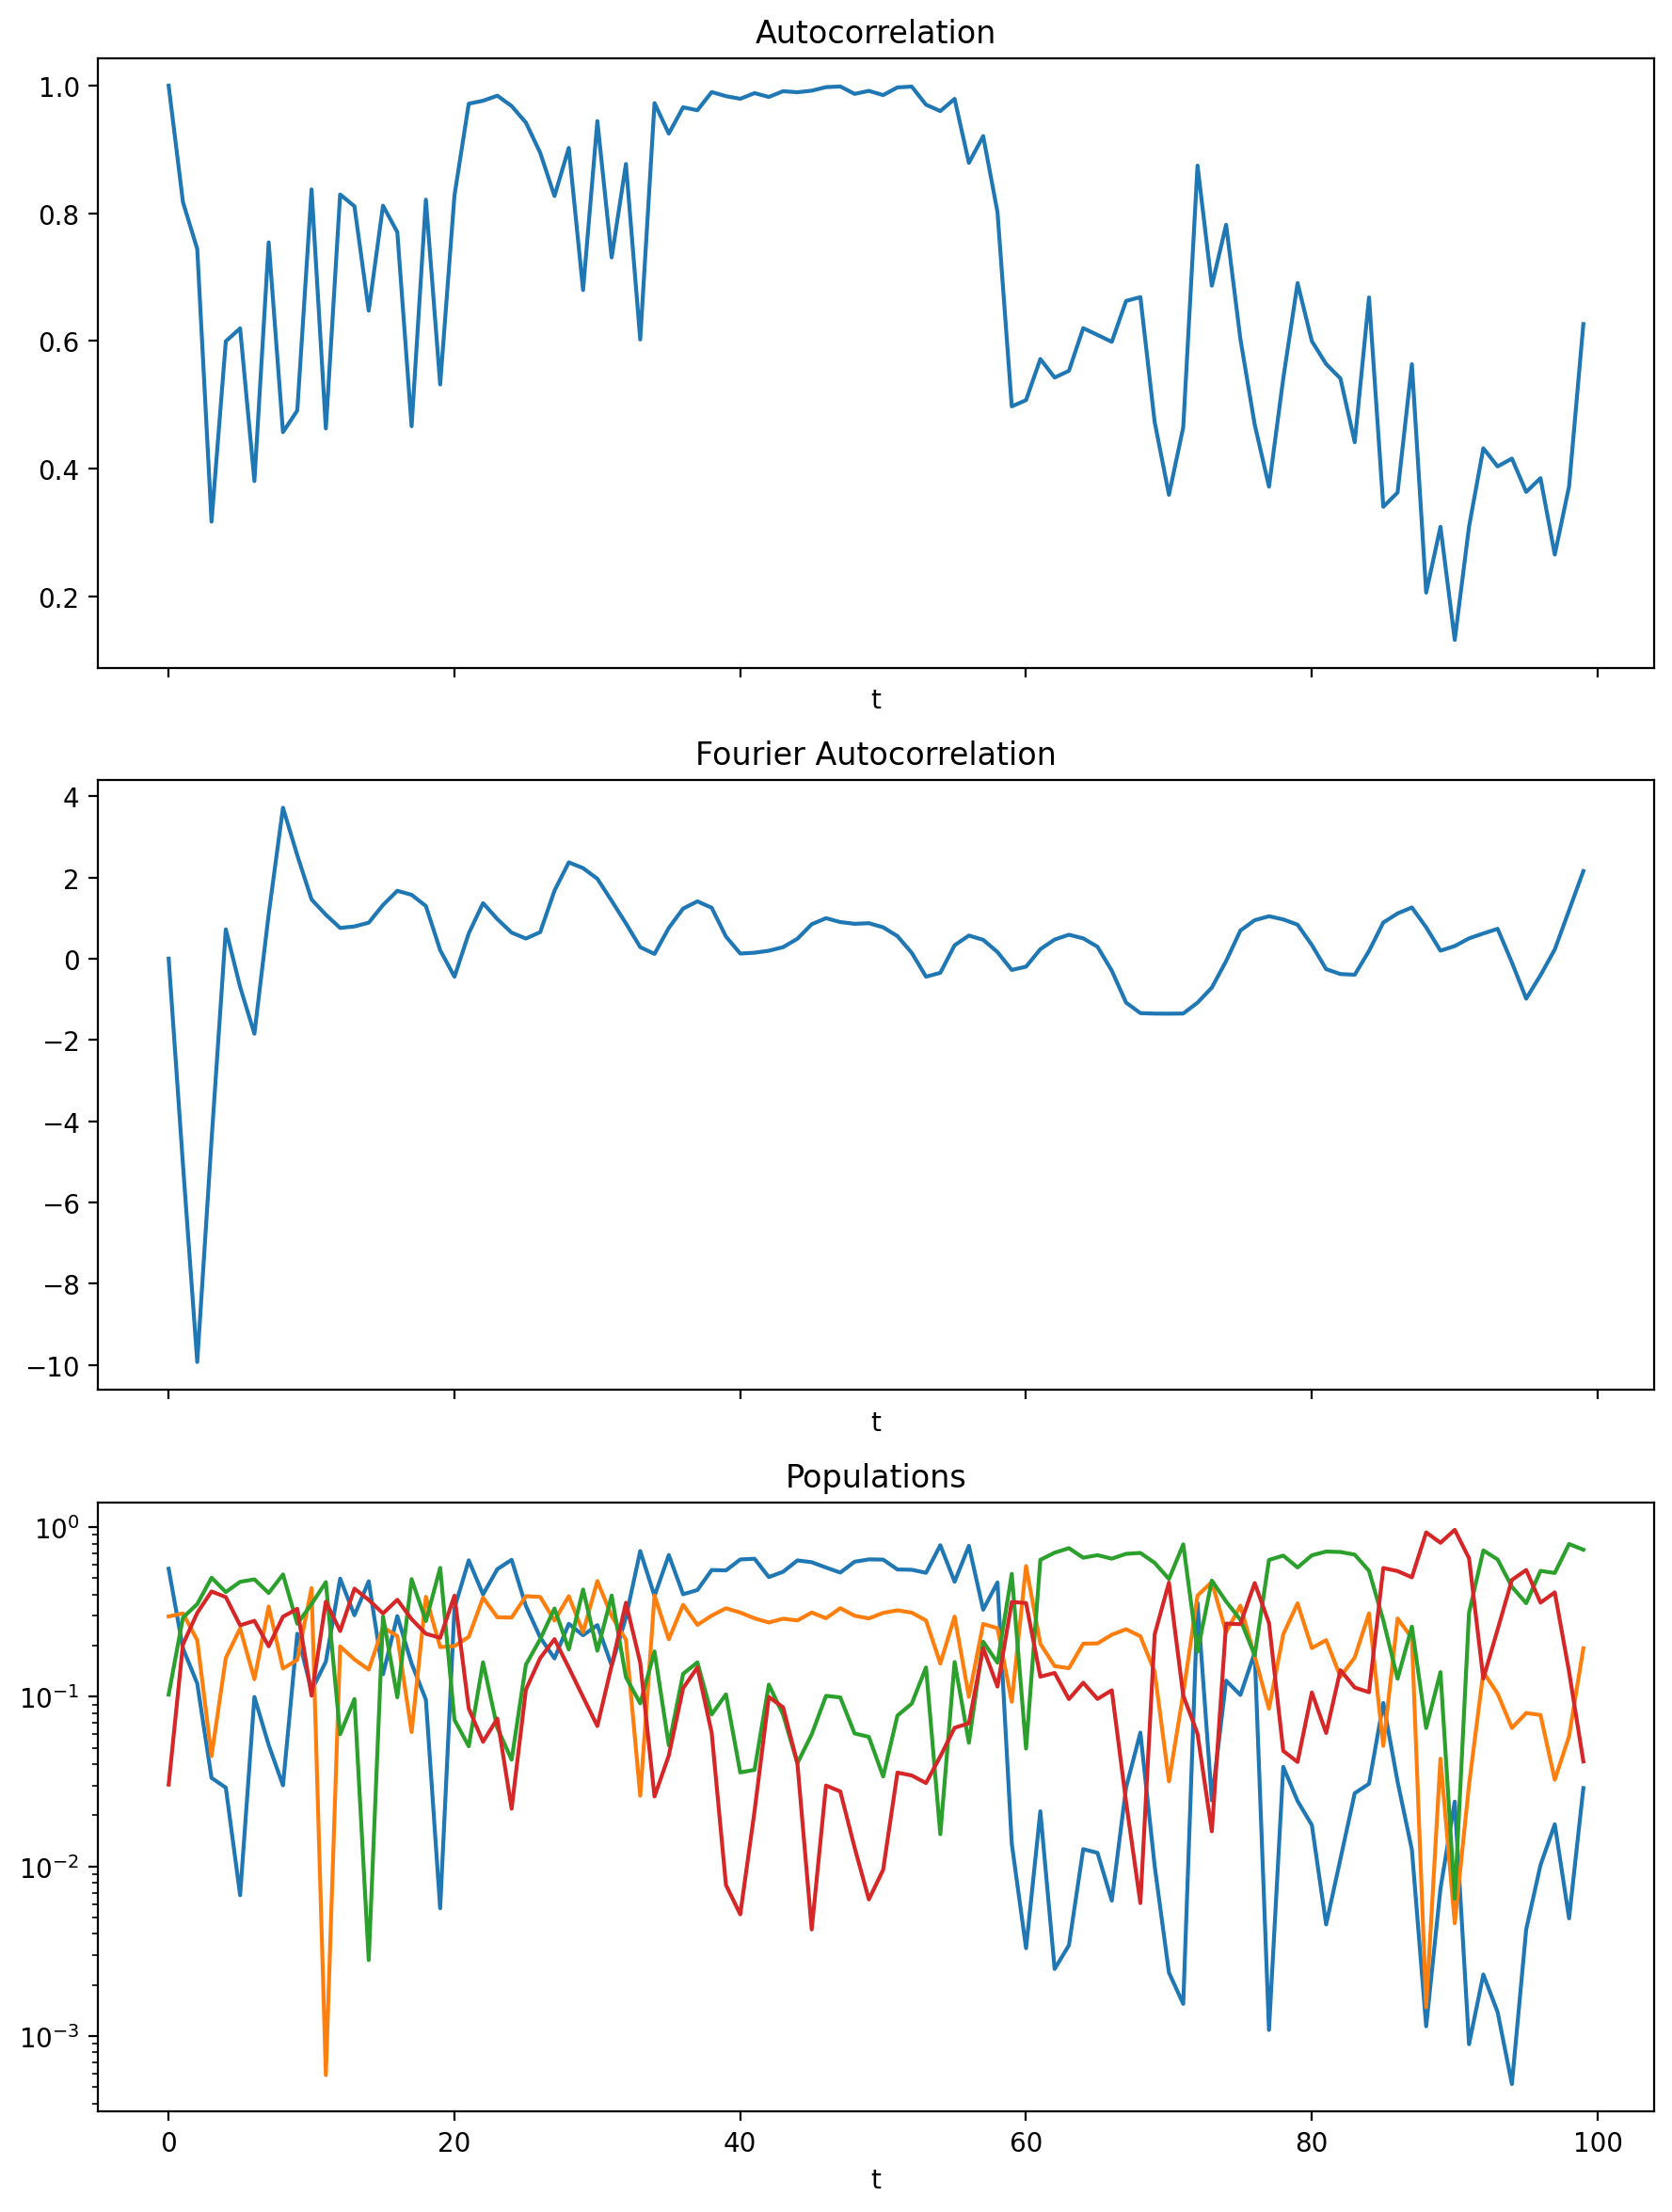 Autocorrelation
1.0
0.8
0.6
0.4
0.2
t
Fourier Autocorrelation
4
2
0
−2
−4
−6
−8
−10
t
Populations
10⁰
10⁻¹
10⁻²
10⁻³
0 20 40 60 80 100
t